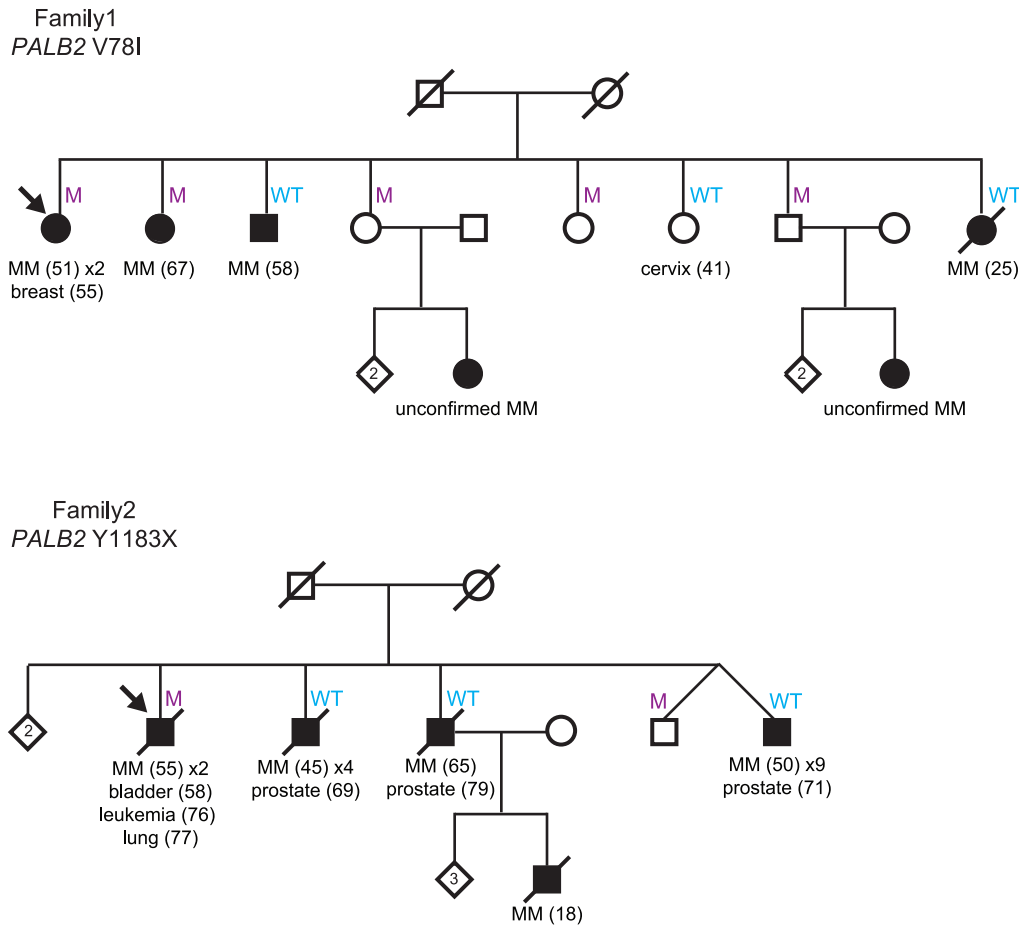 Family1
PALB2 V78I
M
M
WT
M
M
WT
M
WT
MM (51) x2
breast (55)
MM (67)
MM (58)
cervix (41)
MM (25)
2
unconfirmed MM
2
unconfirmed MM
Family2
PALB2 Y1183X
M
WT
WT
M
WT
2
MM (55) x2
bladder (58)
leukemia (76)
lung (77)
MM (45) x4
prostate (69)
MM (65)
prostate (79)
MM (50) x9
prostate (71)
3
MM (18)